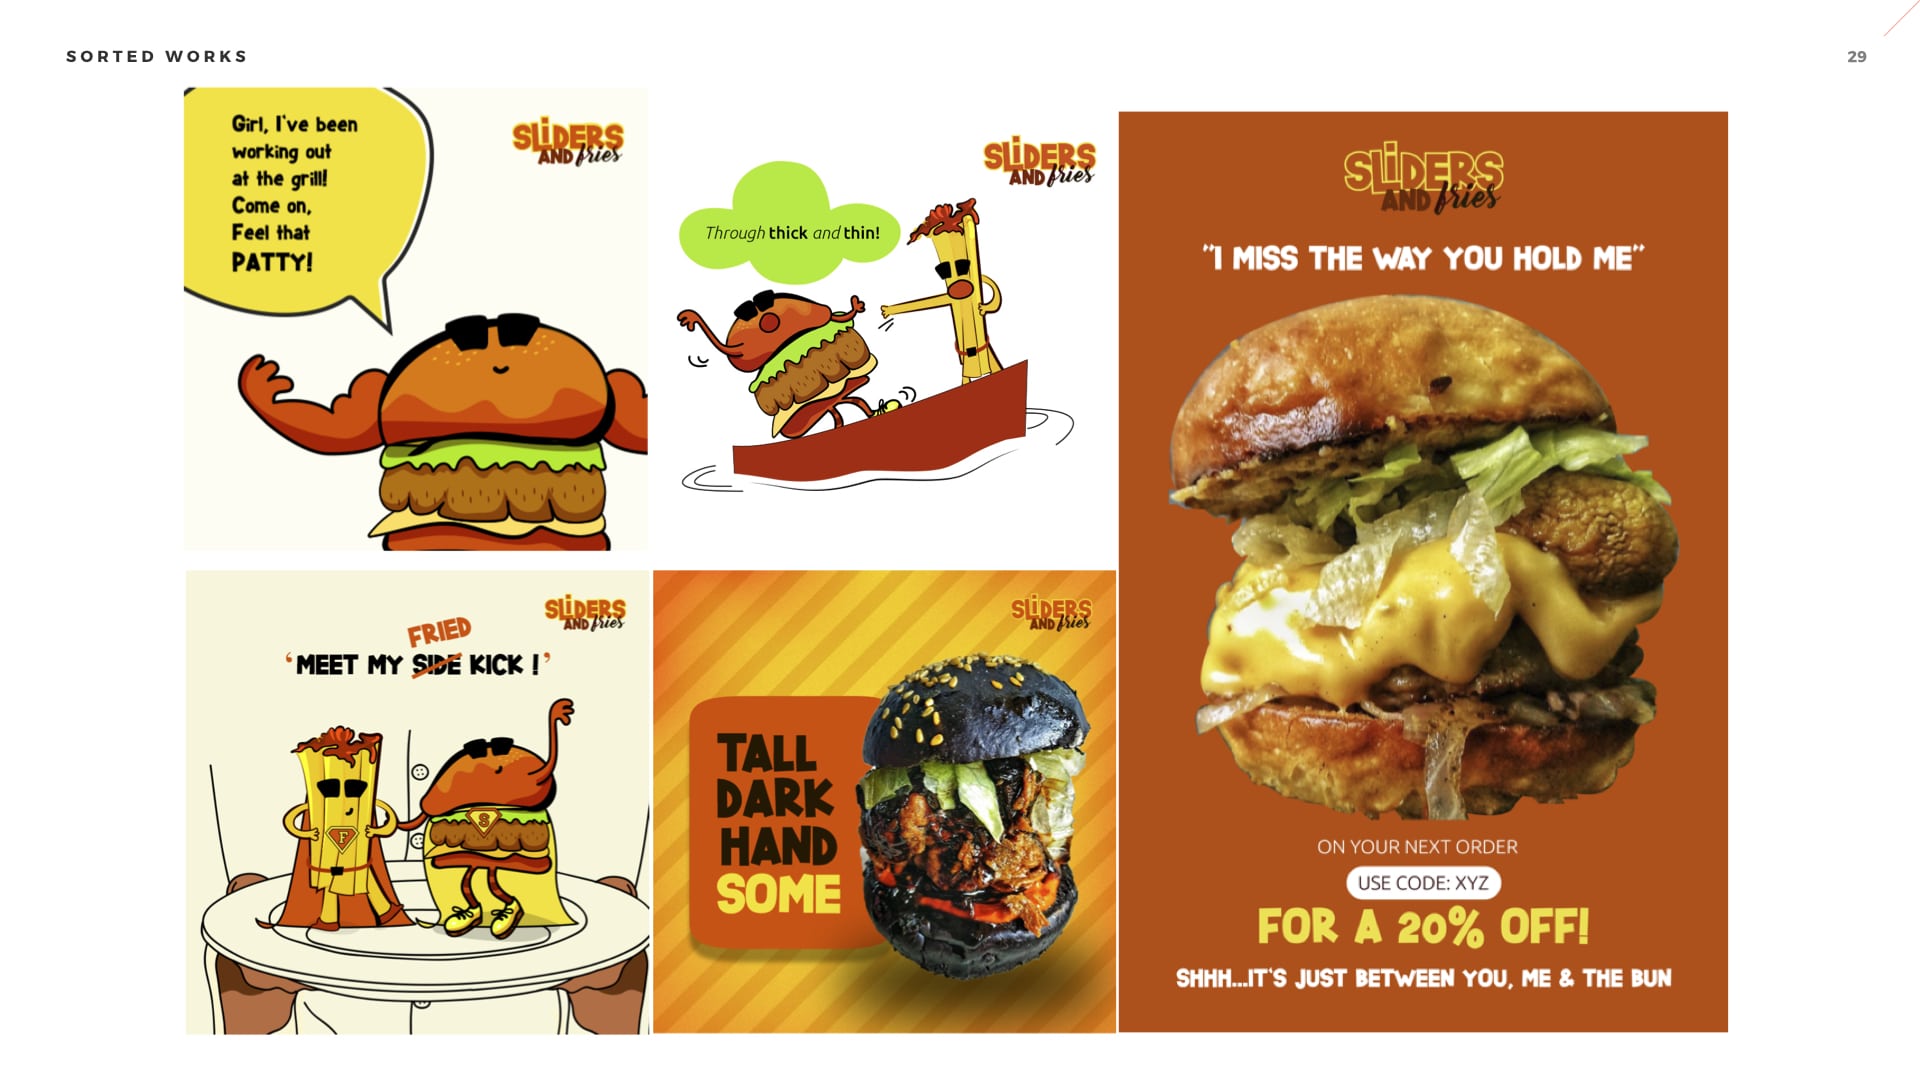 SORTED WORKS
29
Girl, I've been
working out
at the grill!
Come on,
Feel that
PATTY!
SLiDERS
AND fries
Through thick and thin!
SLiDERS
AND fries
FRIED
‘MEET MY SIDE KICK !’
SLiDERS
AND fries
F
S
TALL
DARK
HAND
SOME
SLiDERS
AND fries
SLiDERS
AND fries
"I MISS THE WAY YOU HOLD ME"
ON YOUR NEXT ORDER
USE CODE: XYZ
FOR A 20% OFF!
SHHH...IT'S JUST BETWEEN YOU, ME & THE BUN